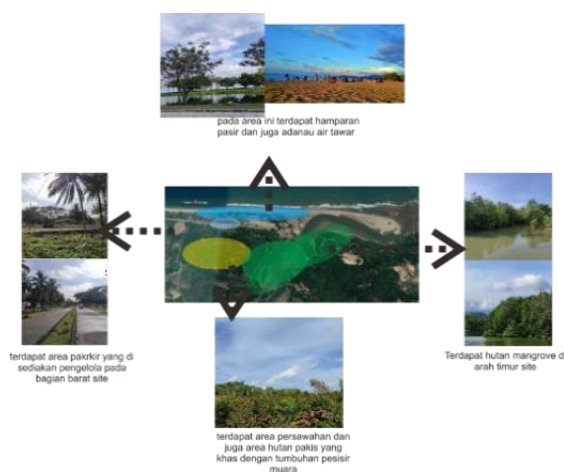 pada area ini terdapat hamparan
pasir dan juga adanau air tawar
terdapat area pakrkir yang di
sediakan pengelola pada
bagian barat site
Terdapat hutan mangrove d
arah timur site
terdapat area persawahan dan
juga area hutan pakis yang
khas dengan tumbuhan pesisir
muara